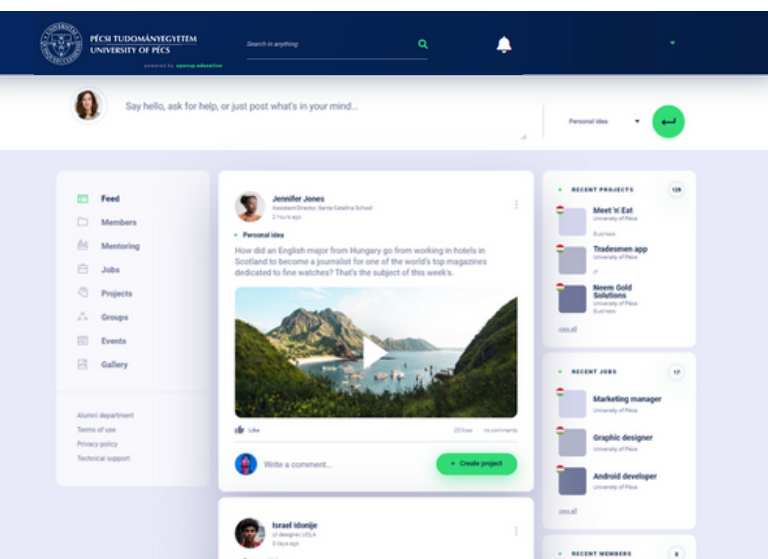 PÉCSI TUDOMÁNYEGYETEM
UNIVERSITY OF PÉCS
powered by openup.education
Search in anything
Say hello, ask for help, or just post what's in your mind...
Personal idea
Feed
Members
Mentoring
Jobs
Projects
Groups
Events
Gallery
Alumni department
Terms of use
Privacy policy
Technical support
Jennifer Jones
Assistant Director, Santa Catalina School
2 hours ago
Personal idea
How did an English major from Hungary go from working in hotels in
Scotland to become a journalist for one of the world's top magazines
dedicated to fine watches? That's the subject of this week's.
Like
no comments
Write a comment...
+ Create project
Israel Idonije
UI designer, UCLA
3 days ago
RECENT PROJECTS
128
Meet 'n' Eat
University of Pécs
Business
Tradesmen app
University of Pécs
IT
Neem Gold
Solutions
University of Pécs
Business
view all
RECENT JOBS
17
Marketing manager
University of Pécs
Graphic designer
University of Pécs
Android developer
University of Pécs
view all
RECENT MEMBERS
6